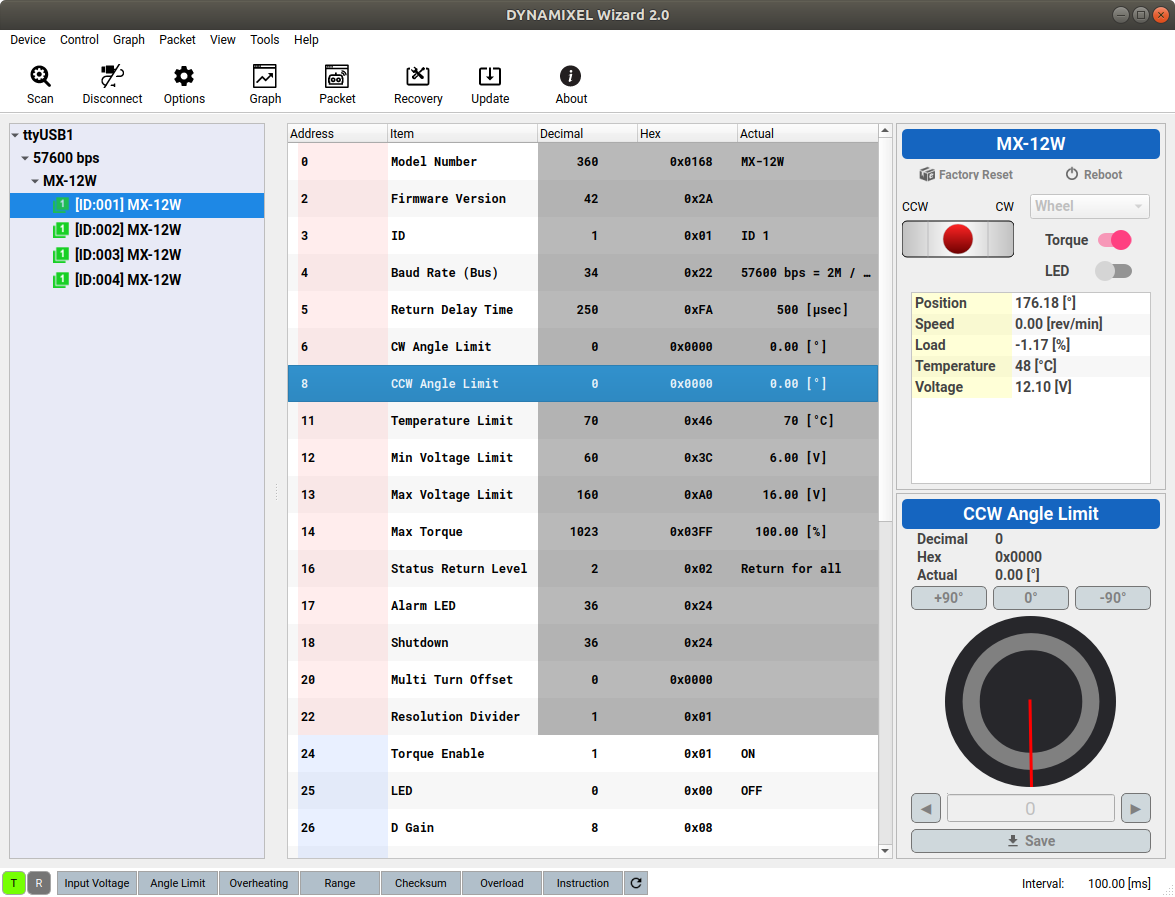 DYNAMIXEL Wizard 2.0
Device Control Graph Packet View Tools Help
Scan Disconnect Options Graph Packet Recovery Update About
ttyUSB1
57600 bps
MX-12W
1 [ID:001] MX-12W
1 [ID:002] MX-12W
1 [ID:003] MX-12W
1 [ID:004] MX-12W
Address Item Decimal Hex Actual
0 Model Number 360 0x0168 MX-12W
2 Firmware Version 42 0x2A
3 ID 1 0x01 ID 1
4 Baud Rate (Bus) 34 0x22 57600 bps = 2M / …
5 Return Delay Time 250 0xFA 500 [μsec]
6 CW Angle Limit 0 0x0000 0.00 [°]
8 CCW Angle Limit 0 0x0000 0.00 [°]
11 Temperature Limit 70 0x46 70 [°C]
12 Min Voltage Limit 60 0x3C 6.00 [V]
13 Max Voltage Limit 160 0xA0 16.00 [V]
14 Max Torque 1023 0x03FF 100.00 [%]
16 Status Return Level 2 0x02 Return for all
17 Alarm LED 36 0x24
18 Shutdown 36 0x24
20 Multi Turn Offset 0 0x0000
22 Resolution Divider 1 0x01
24 Torque Enable 1 0x01 ON
25 LED 0 0x00 OFF
26 D Gain 8 0x08
MX-12W
Factory Reset Reboot
CCW CW Wheel
Torque
LED
Position 176.18 [°]
Speed 0.00 [rev/min]
Load -1.17 [%]
Temperature 48 [°C]
Voltage 12.10 [V]
CCW Angle Limit
Decimal 0
Hex 0x0000
Actual 0.00 [°]
+90° 0° -90°
0
Save
T R Input Voltage Angle Limit Overheating Range Checksum Overload Instruction Interval: 100.00 [ms]